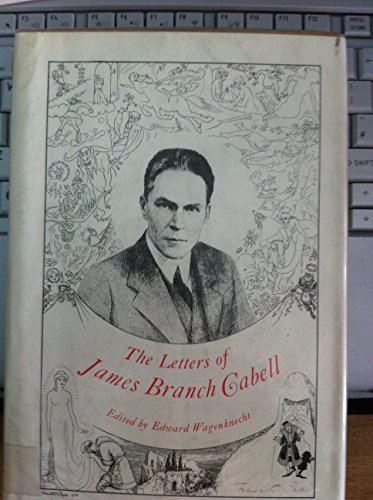 F3
F4
F5
F6
F7
F8
F9
F10
F11
F12
SHIFT
The Letters of
James Branch Cabell
Edited by Edward Wagenknecht